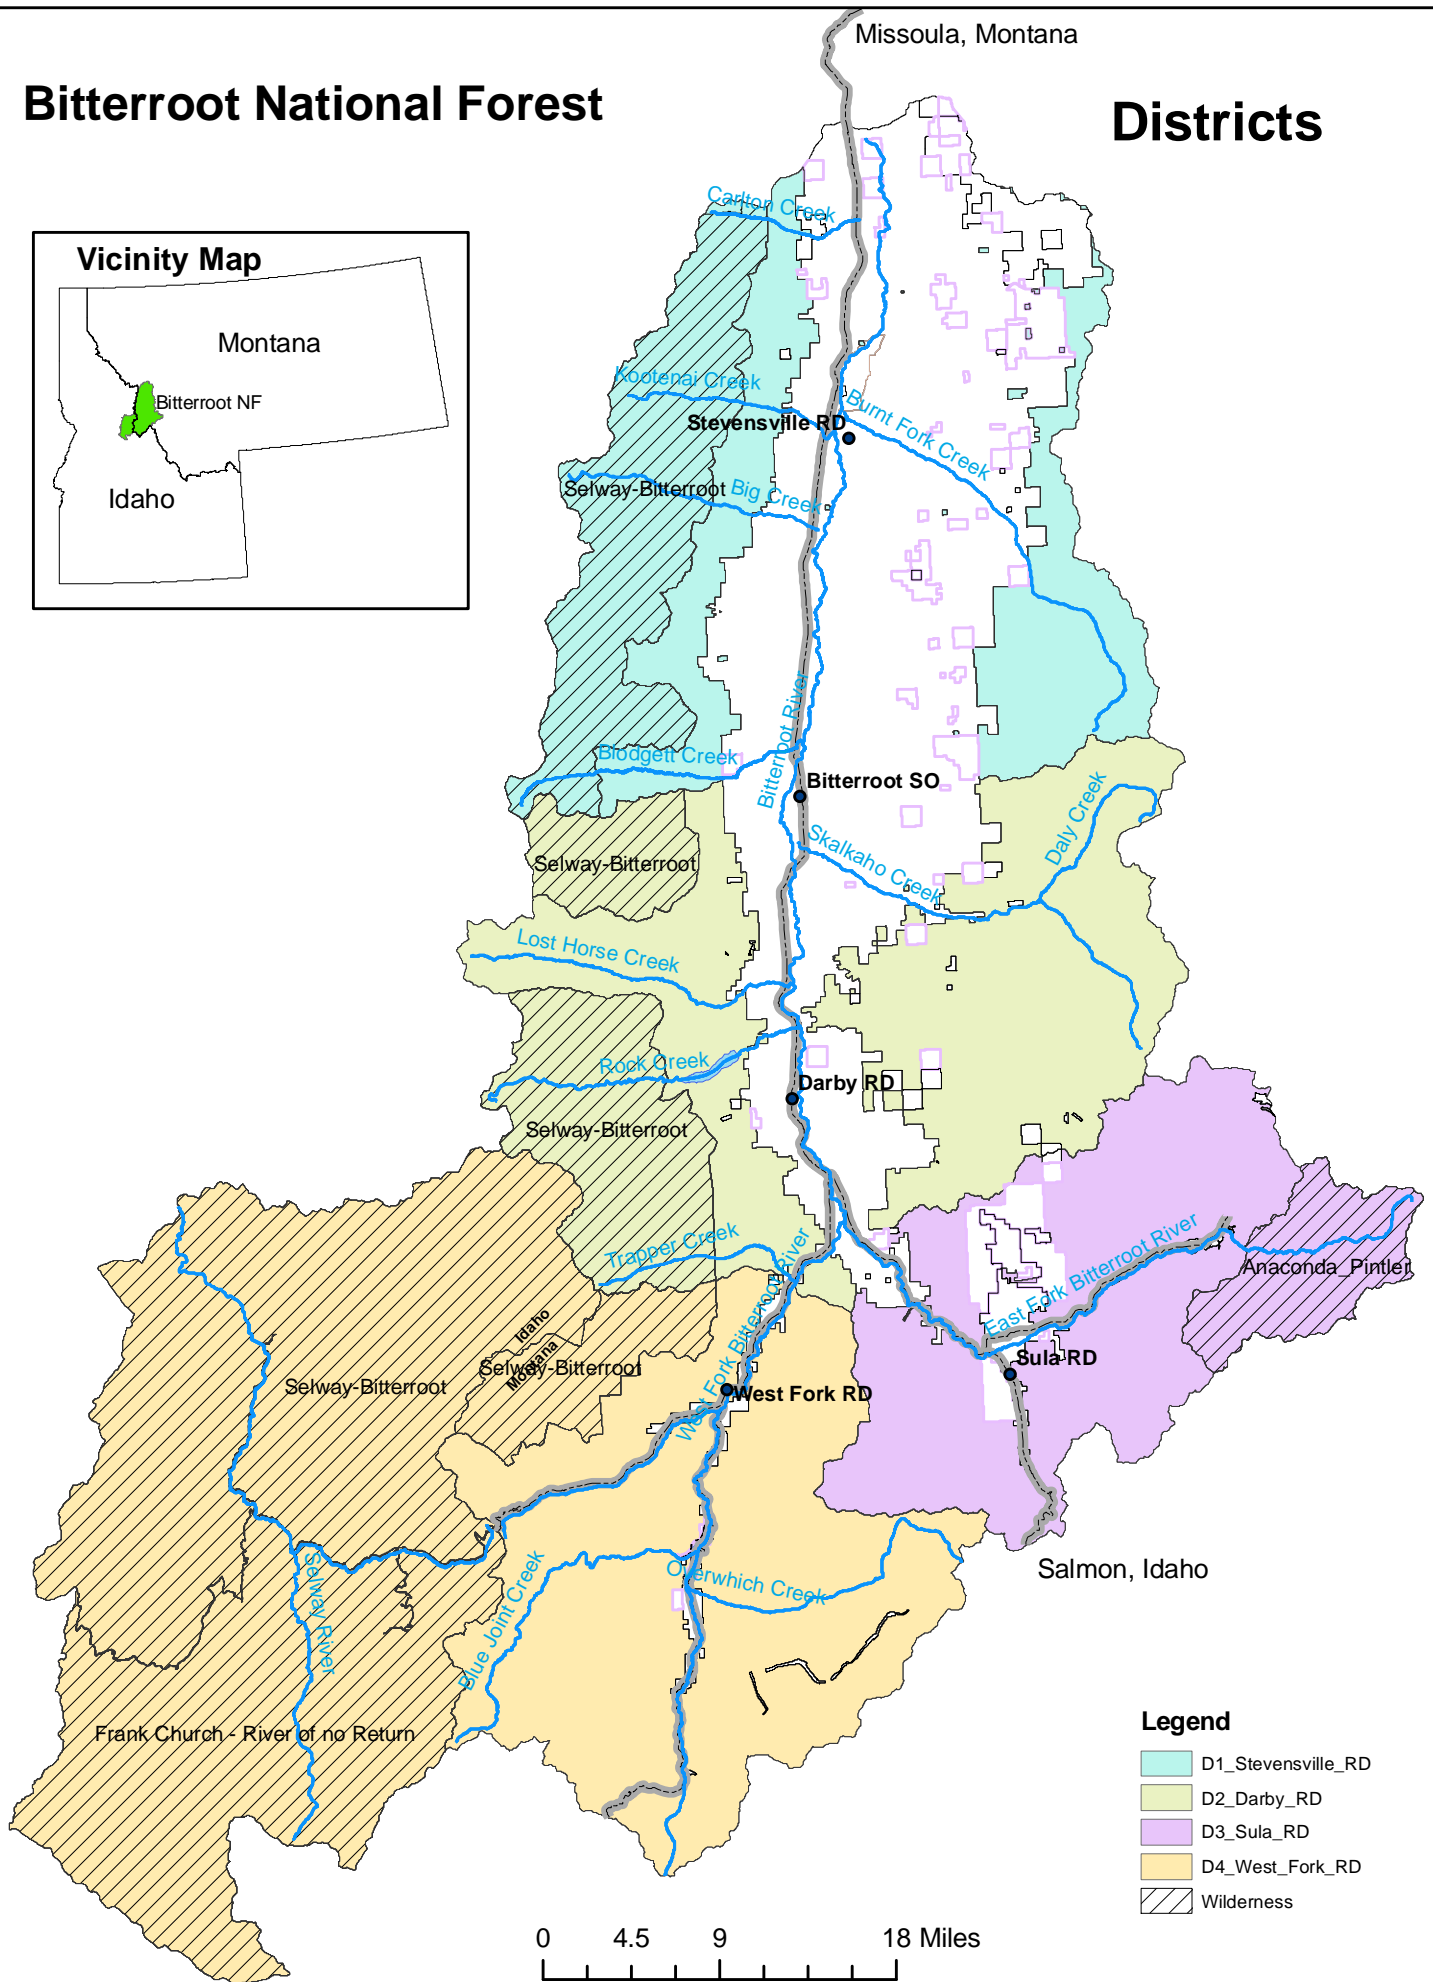 Missoula, Montana
Bitterroot National Forest
Districts
Vicinity Map
Montana
Bitterroot NF
Idaho
Carlton Creek
Kootenai Creek
Burnt Fork Creek
Stevensville RD
Selway-Bitterroot
Big Creek
Bitterroot River
Blodgett Creek
Bitterroot SO
Skalkaho Creek
Daly Creek
Selway-Bitterroot
Lost Horse Creek
Rock Creek
Darby RD
Selway-Bitterroot
Trapper Creek
West Fork Bitterroot River
East Fork Bitterroot River
Anaconda_Pintler
Idaho
Montana
Selway-Bitterroot
Selway-Bitterroot
Sula RD
West Fork RD
Salmon, Idaho
Overwhich Creek
Blue Joint Creek
Selway River
Frank Church - River of no Return
Legend
D1_Stevensville_RD
D2_Darby_RD
D3_Sula_RD
D4_West_Fork_RD
Wilderness
0 4.5 9 18 Miles